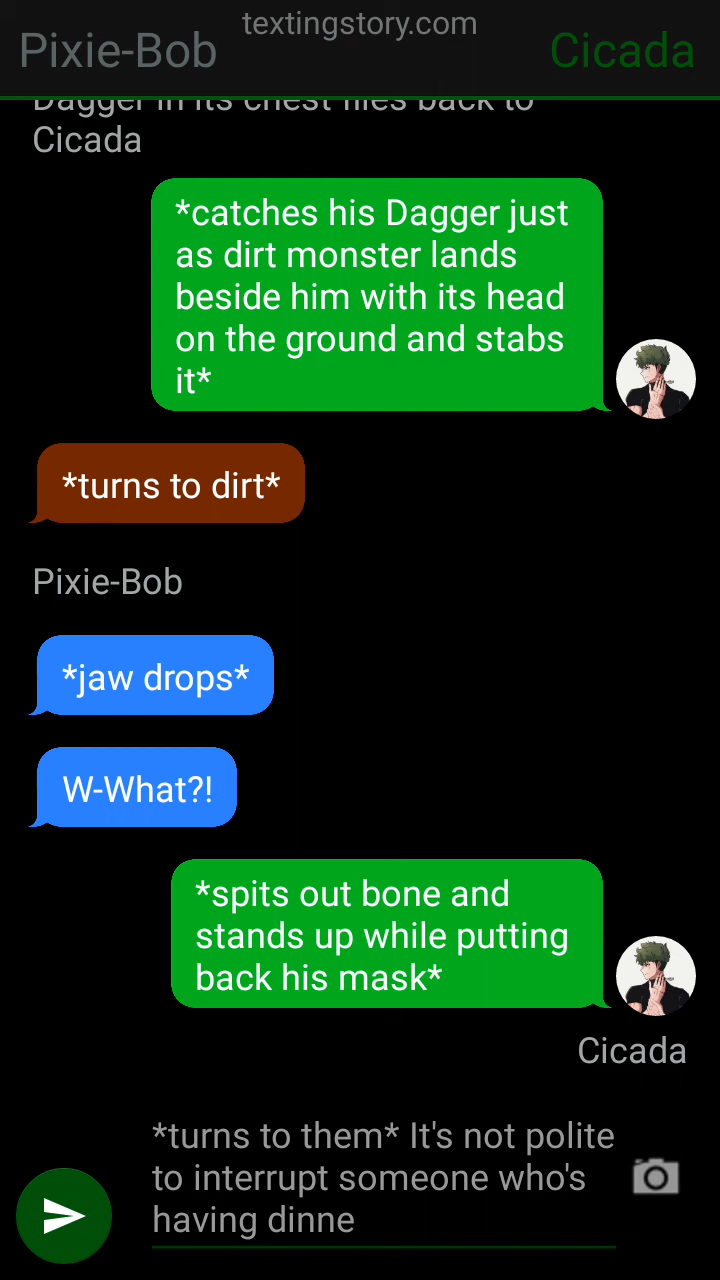 textingstory.com
Pixie-Bob
Cicada
Dagger in its chest flies back to
Cicada
*catches his Dagger just
as dirt monster lands
beside him with its head
on the ground and stabs
it*
*turns to dirt*
Pixie-Bob
*jaw drops*
W-What?!
*spits out bone and
stands up while putting
back his mask*
Cicada
*turns to them* It's not polite
to interrupt someone who's
having dinne